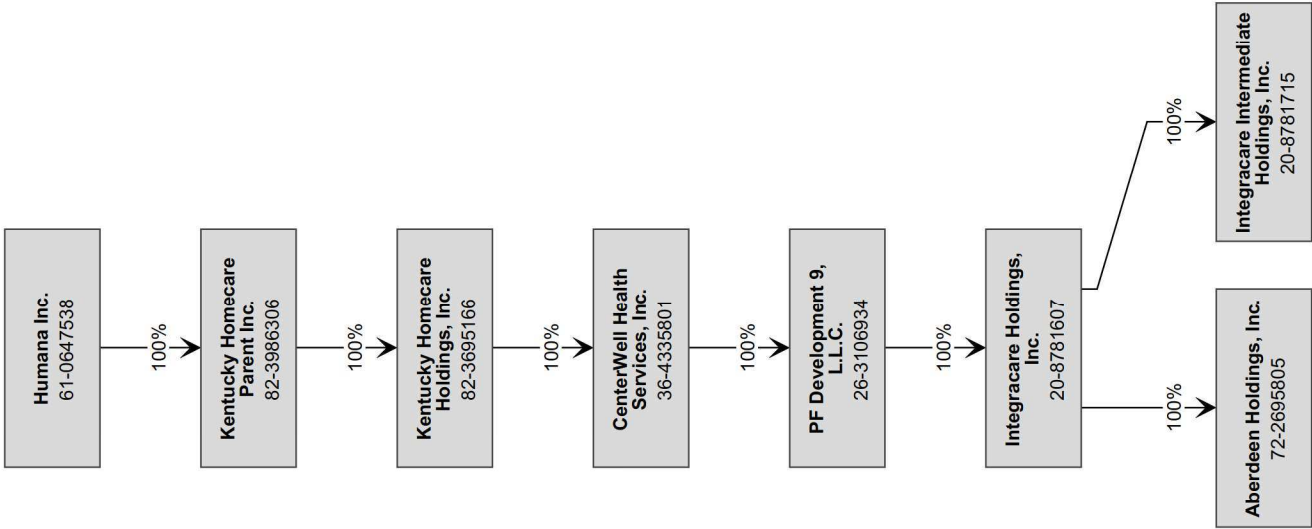 Humana Inc.
61-0647538
100%
Kentucky Homecare
Parent Inc.
82-3986306
100%
Kentucky Homecare
Holdings, Inc.
82-3695166
100%
CenterWell Health
Services, Inc.
36-4335801
100%
PF Development 9,
L.L.C.
26-3106934
100%
Integracare Holdings,
Inc.
20-8781607
100%
100%
Aberdeen Holdings, Inc.
72-2695805
Integracare Intermediate
Holdings, Inc.
20-8781715